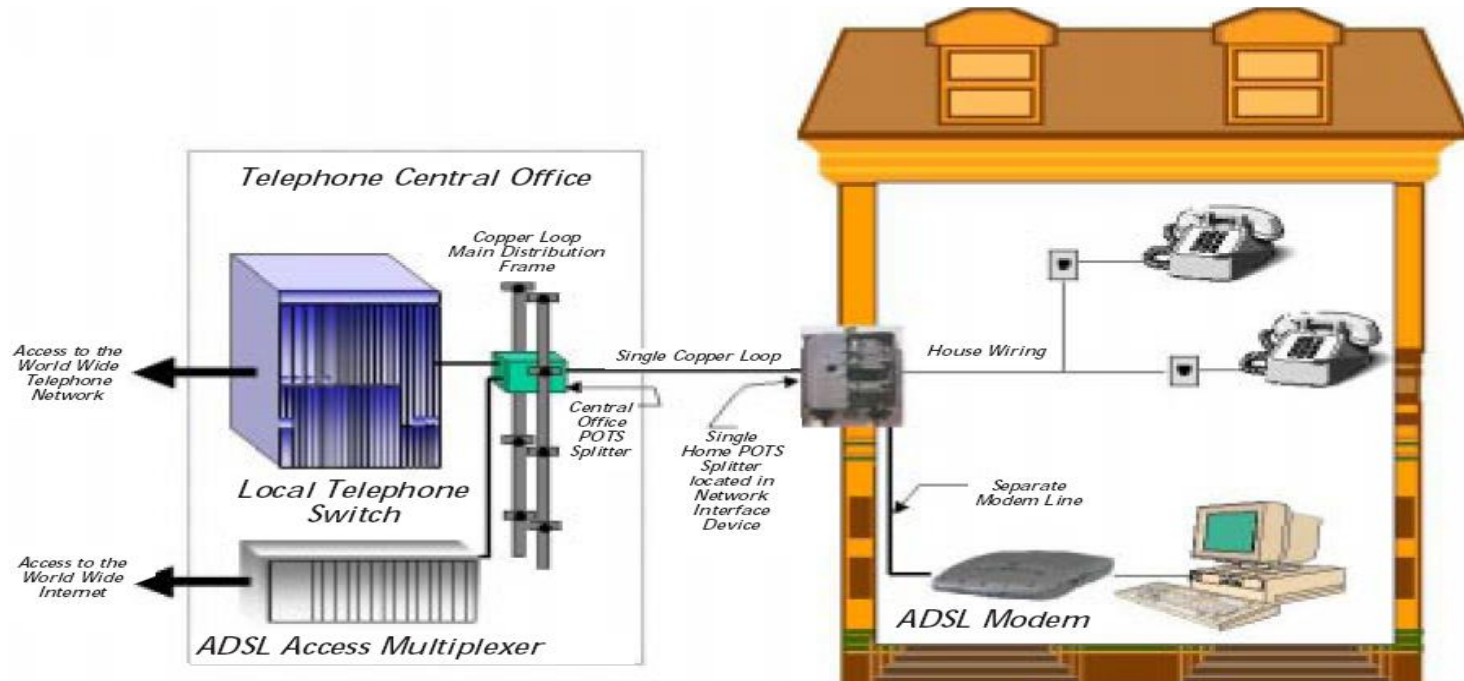 Telephone Central Office
Copper Loop
Main Distribution
Frame
Access to the
World Wide
Telephone
Network
Single Copper Loop
House Wiring
Central
Office
POTS
Splitter
Single
Home POTS
Splitter
located in
Network
Interface
Device
Local Telephone
Switch
Separate
Modem Line
Access to the
World Wide
Internet
ADSL Modem
ADSL Access Multiplexer